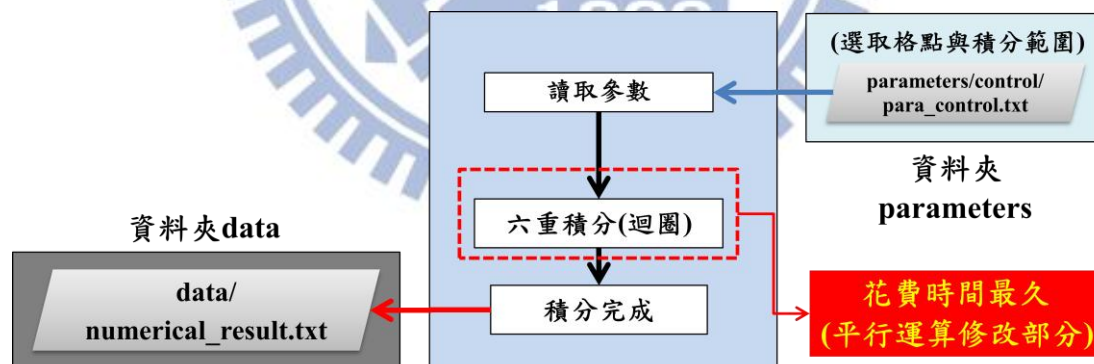 1896
(選取格點與積分範圍)
parameters/control/
para_control.txt
讀取參數
資料夾
parameters
六重積分(迴圈)
資料夾data
data/
numerical_result.txt
積分完成
花費時間最久
(平行運算修改部分)